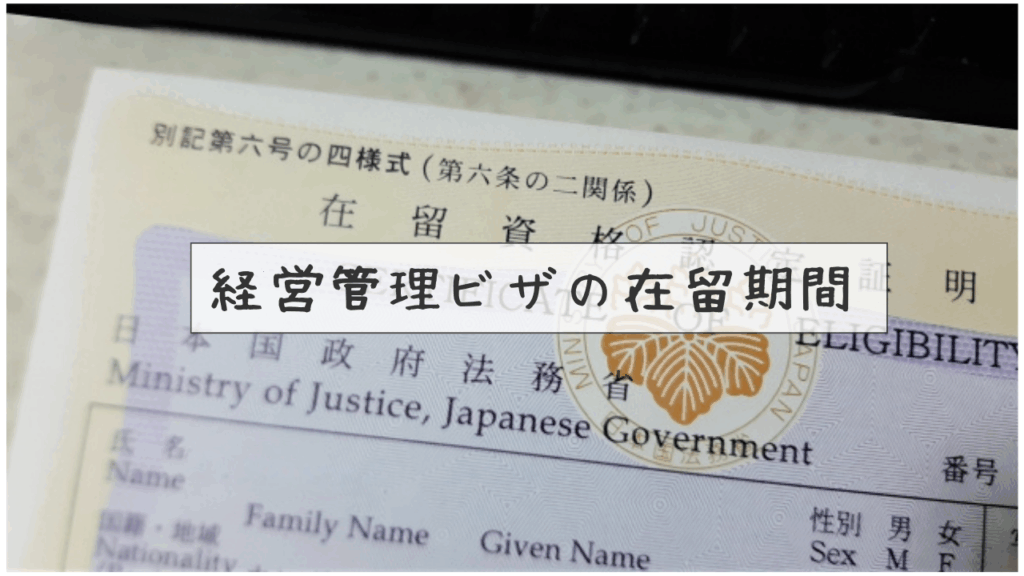 別記第六号の四様式(第六条の二関係)
在留資格認定証明
経営管理ビザの在留期間
CERTIFICATE OF ELIGIBILITY
日本国政府法務省
Ministry of Justice, Japanese Government
番号
氏名
Name
Family Name Given Name
性別 男 女
Sex M F
国籍・地域
Nationality